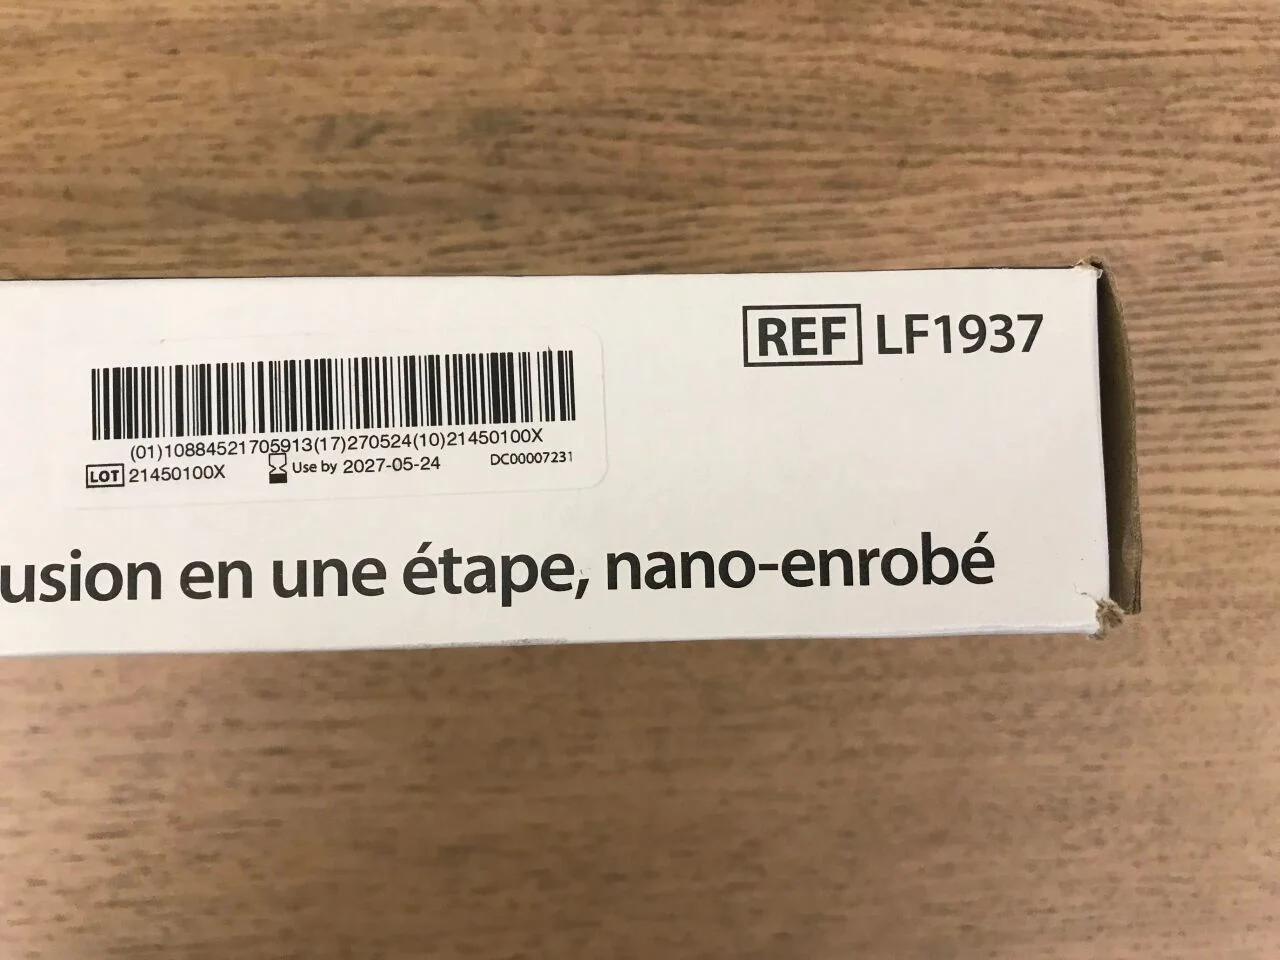 REF LF1937
(01)10884521705913(17)270524(10)21450100X
LOT 21450100X Use by 2027-05-24 DC00007231
usion en une étape, nano-enrobé